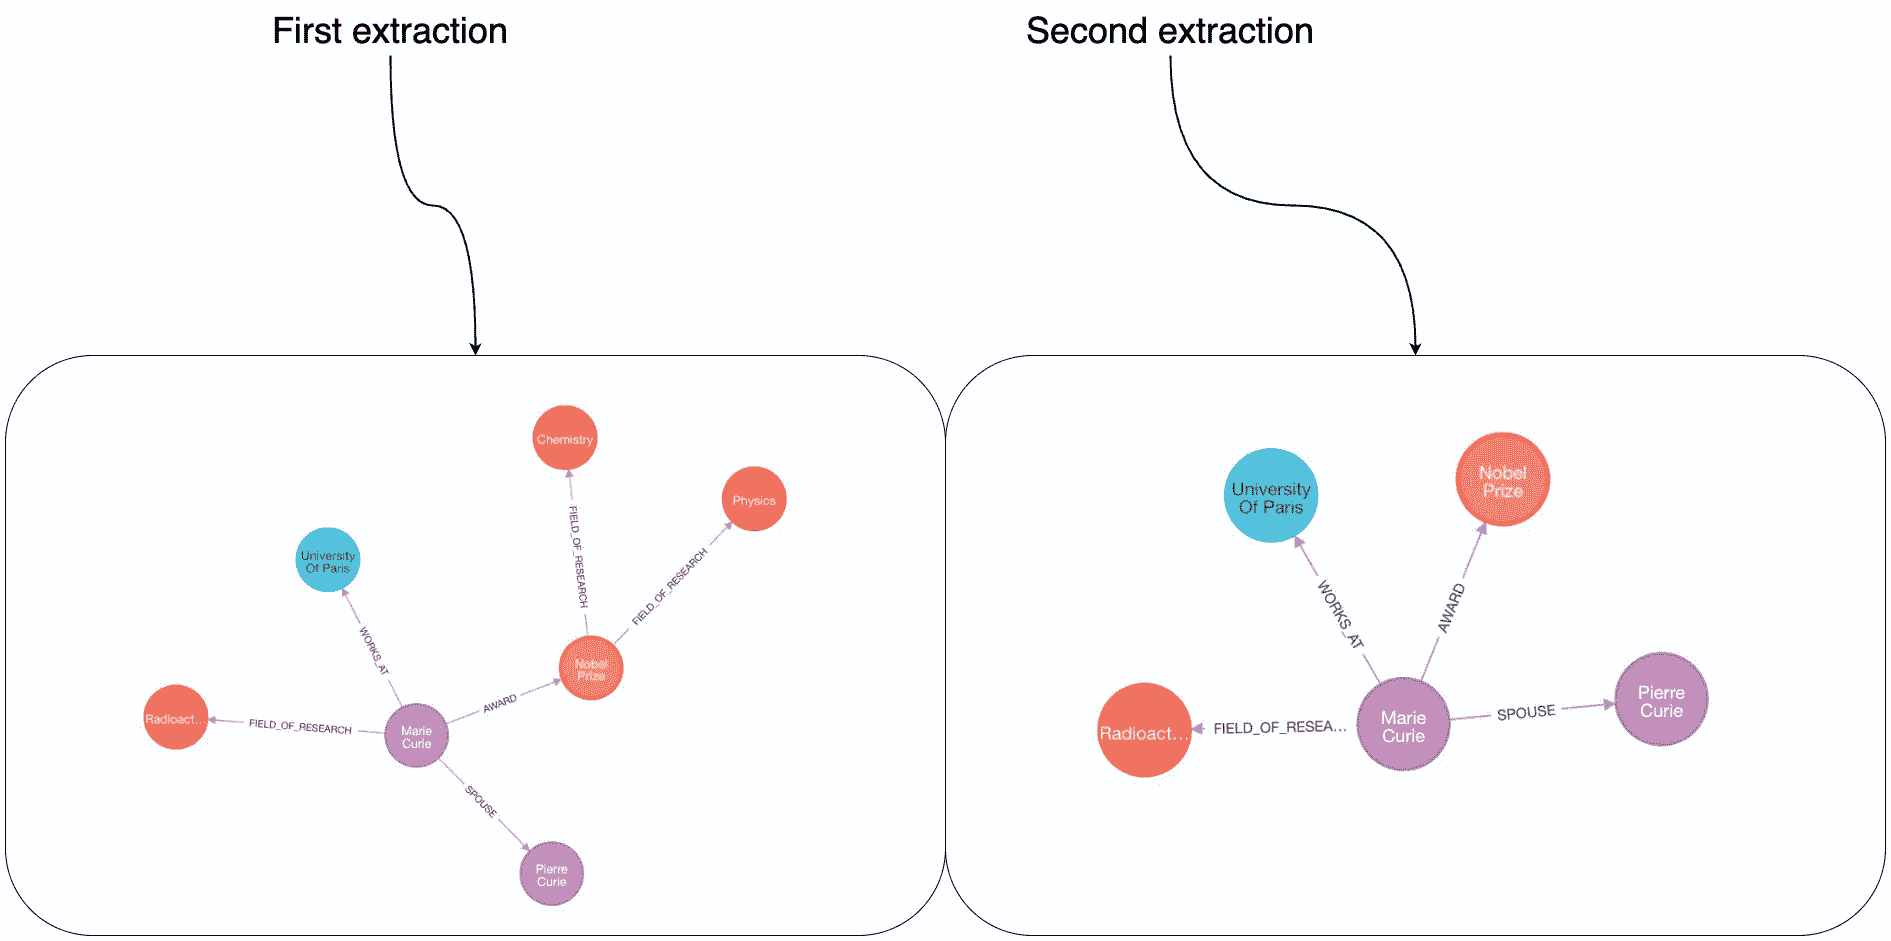 First extraction
Second extraction
Chemistry
Physics
FIELD_OF_RESEARCH
FIELD_OF_RESEARCH
University
Of Paris
WORKS_AT
Nobel
Prize
AWARD
Radioact...
FIELD_OF_RESEARCH
Marie
Curie
SPOUSE
Pierre
Curie
University
Of Paris
Nobel
Prize
WORKS_AT
AWARD
Radioact...
FIELD_OF_RESEA...
Marie
Curie
SPOUSE
Pierre
Curie